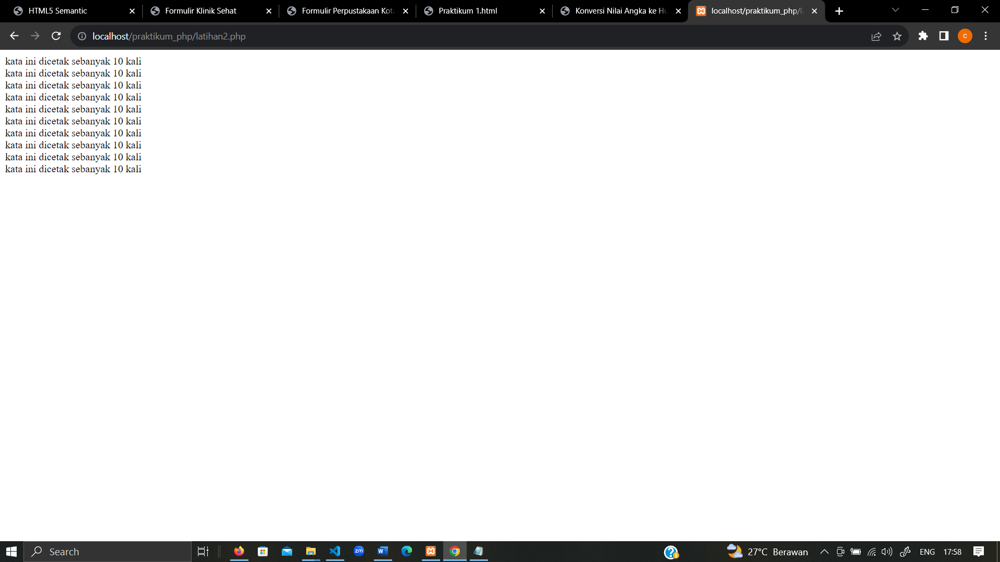 HTML5 Semantic
Formulir Klinik Sehat
Formulir Perpustakaan Kot
Praktikum 1.html
Konversi Nilai Angka ke Hu
localhost/praktikum_php/l
localhost/praktikum_php/latihan2.php
C
kata ini dicetak sebanyak 10 kali
kata ini dicetak sebanyak 10 kali
kata ini dicetak sebanyak 10 kali
kata ini dicetak sebanyak 10 kali
kata ini dicetak sebanyak 10 kali
kata ini dicetak sebanyak 10 kali
kata ini dicetak sebanyak 10 kali
kata ini dicetak sebanyak 10 kali
kata ini dicetak sebanyak 10 kali
kata ini dicetak sebanyak 10 kali
Search
zm
W
27°C Berawan
ENG
17:58